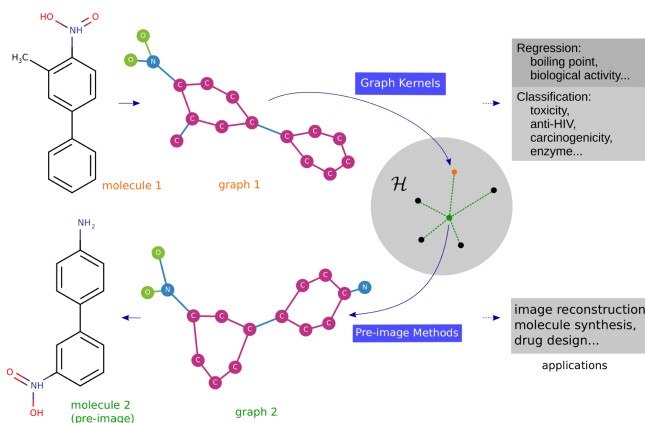 HO
NH
O
H₃C
molecule 1
O
O
N
C
C
C
C
C
C
C
C
C
C
C
C
C
graph 1
Graph Kernels
Regression:
boiling point,
biological activity...
Classification:
toxicity,
anti-HIV,
carcinogenicity,
enzyme...
ℋ
NH₂
O
NH
OH
molecule 2
(pre-image)
O
O
N
C
C
C
C
C
C
C
C
C
C
C
C
N
graph 2
Pre-image Methods
image reconstruction,
molecule synthesis,
drug design...
applications